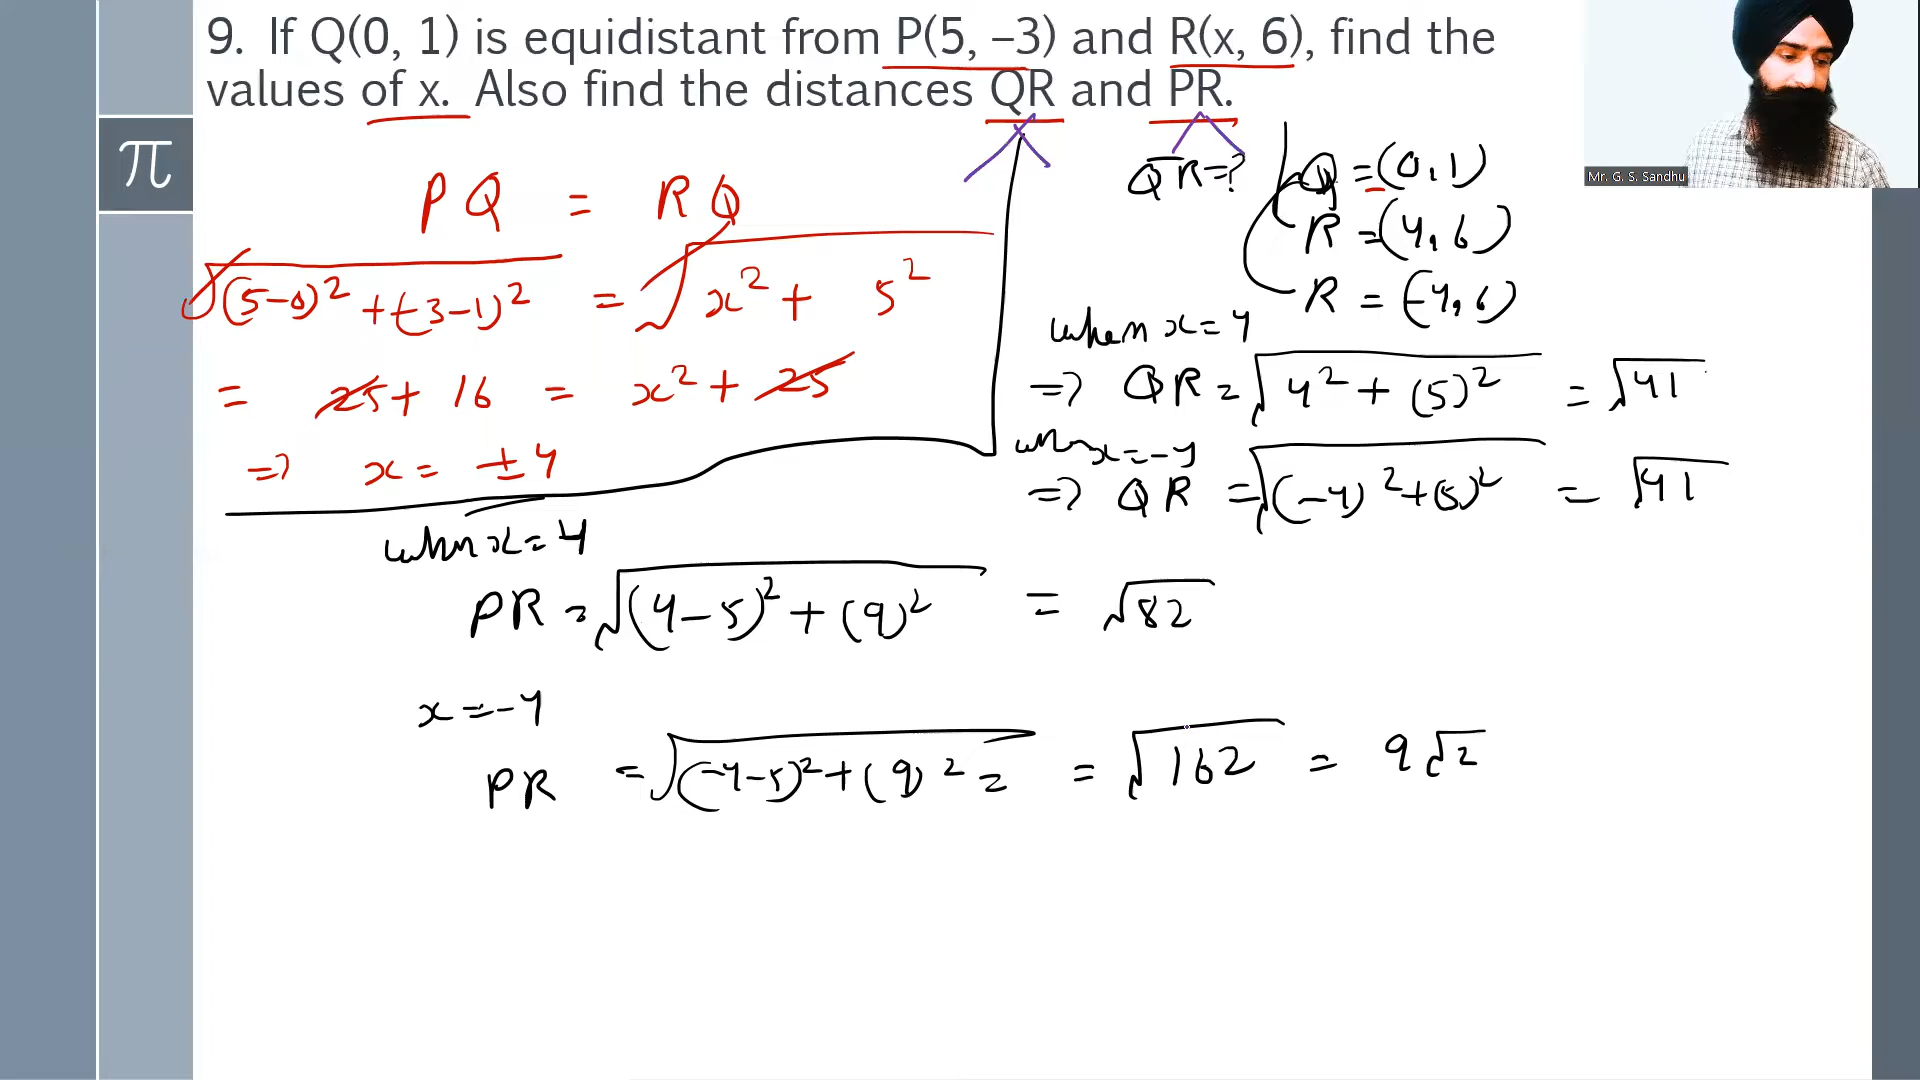 9. If Q(0, 1) is equidistant from P(5, –3) and R(x, 6), find the
values of x. Also find the distances QR and PR.
π
Mr. G. S. Sandhu
PQ = RQ
√(5-0)² + (-3-1)² = √x² + 5²
= 25 + 16 = x² + 25
=> x = ± 4
QR = ? Q = (0, 1)
R = (4, 6)
R = (-4, 6)
when x = 4
=> QR = √4² + (5)² = √41
when x = -4
=> QR = √(-4)² + (5)² = √41
when x = 4
PR = √(4-5)² + (9)² = √82
x = -4
PR = √(-4-5)² + (9)² = = √162 = 9√2